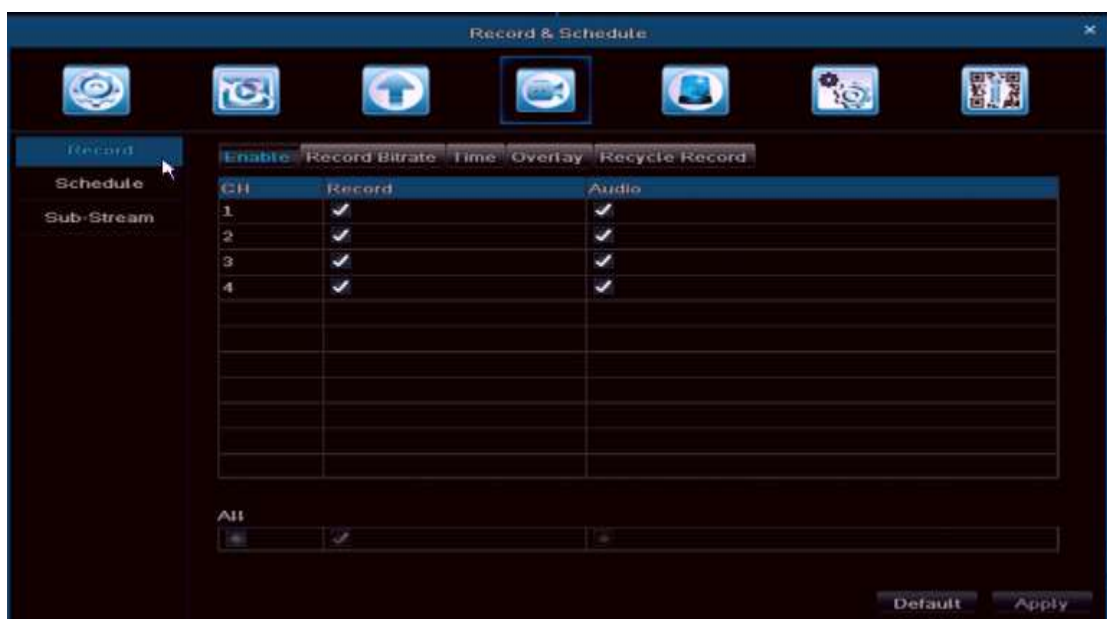 Record & Schedule
Record
Schedule
Sub-Stream
Enable Record Bitrate Time Overlay Recycle Record
CH Record Audio
1
2
3
4
All
Default Apply